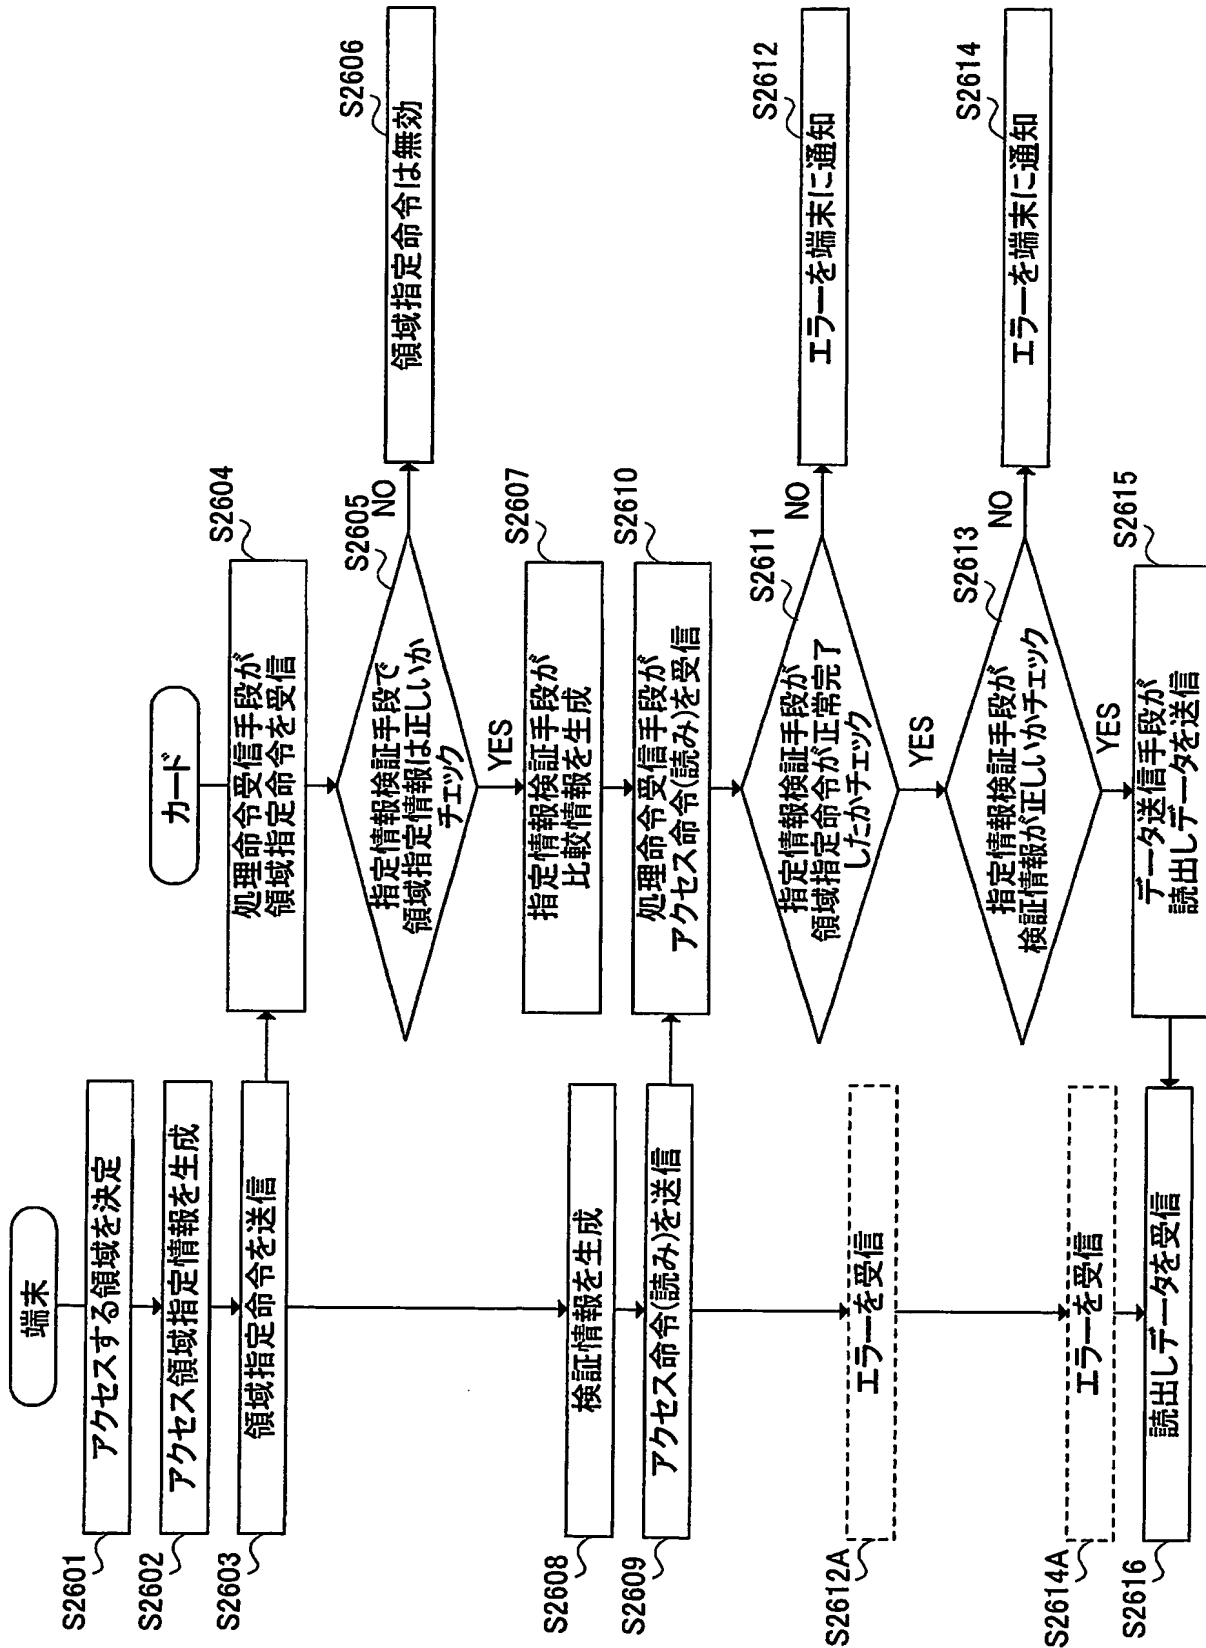 端末
S2601
アクセスする領域を決定
S2602
アクセス領域指定情報を生成
S2603
領域指定命令を送信
S2608
検証情報を生成
S2609
アクセス命令(読み)を送信
S2612A
エラーを受信
S2614A
エラーを受信
S2616
読出しデータを受信
カード
S2604
処理命令受信手段が
領域指定命令を受信
S2605
指定情報検証手段で
領域指定情報は正しいか
チェック
NO
YES
S2606
領域指定命令は無効
S2607
指定情報検証手段が
比較情報を生成
S2610
処理命令受信手段が
アクセス命令(読み)を受信
S2611
指定情報検証手段が
領域指定命令が正常完了
したかチェック
NO
YES
S2612
エラーを端末に通知
S2613
指定情報検証手段が
検証情報が正しいかチェック
NO
YES
S2614
エラーを端末に通知
S2615
データ送信手段が
読出しデータを送信